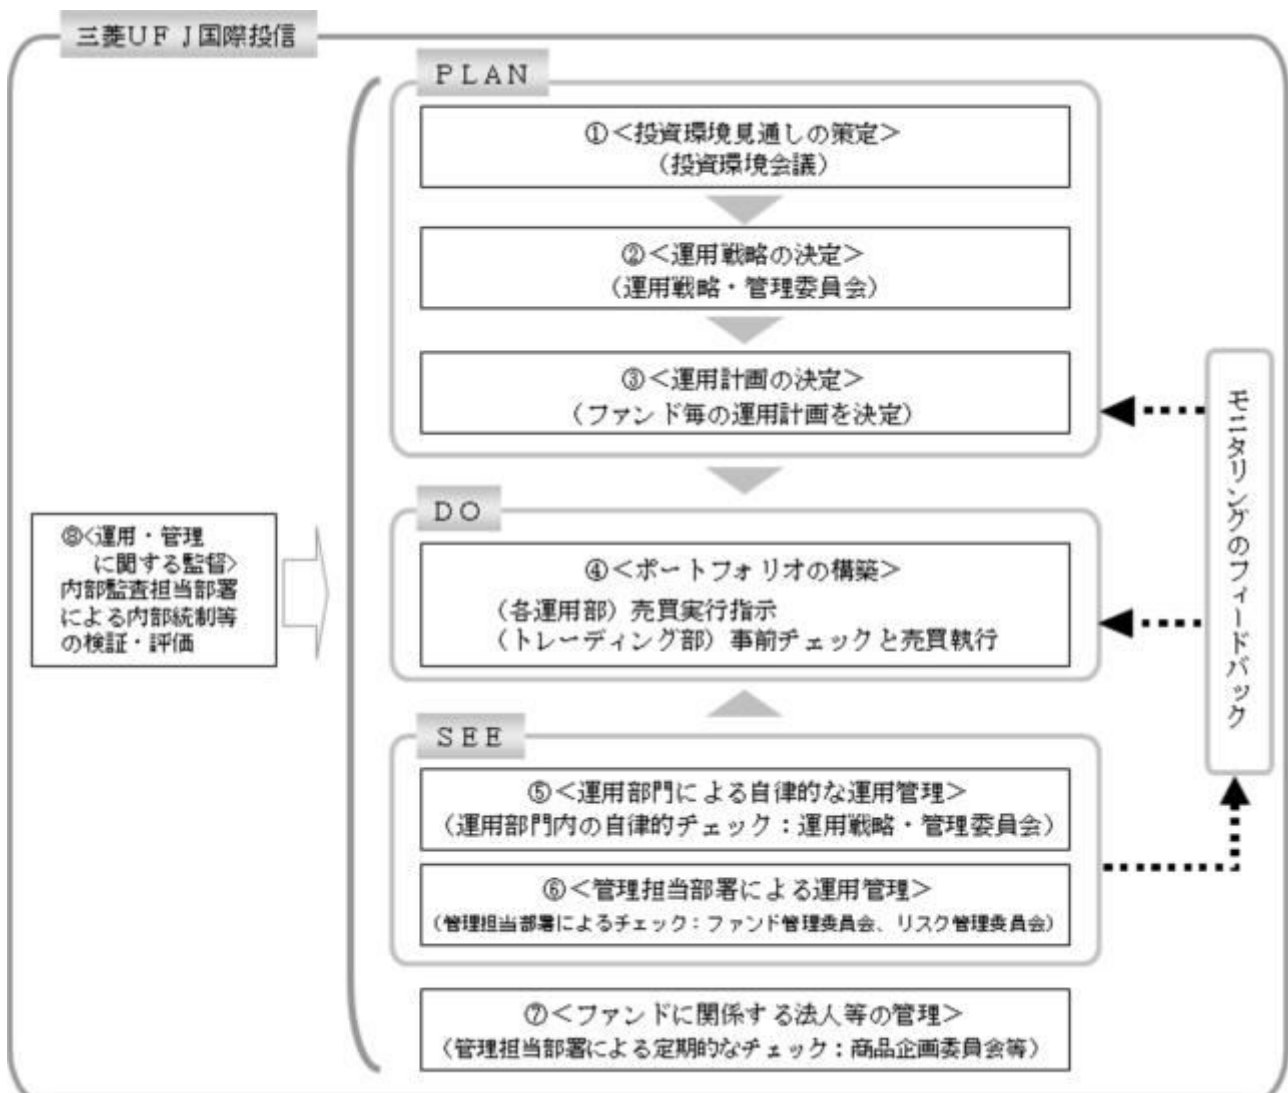 三菱UFJ国際投信
PLAN
①<投資環境見通しの策定>
(投資環境会議)
②<運用戦略の決定>
(運用戦略・管理委員会)
③<運用計画の決定>
(ファンド毎の運用計画を決定)
DO
④<ポートフォリオの構築>
(各運用部)売買実行指示
(トレーディング部)事前チェックと売買執行
SEE
⑤<運用部門による自律的な運用管理>
(運用部門内の自律的チェック:運用戦略・管理委員会)
⑥<管理担当部署による運用管理>
(管理担当部署によるチェック:ファンド管理委員会、リスク管理委員会)
⑦<ファンドに関係する法人等の管理>
(管理担当部署による定期的なチェック:商品企画委員会等)
⑧<運用・管理
に関する監督>
内部監査担当部署
による内部統制等
の検証・評価
モニタリングのフィードバック